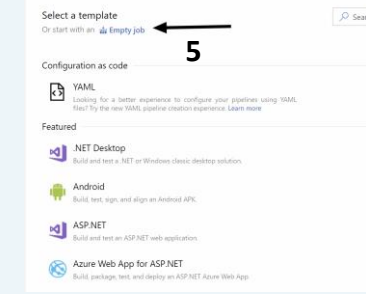 Select a template
Sear
Or start with an Empty job
5
Configuration as code
YAML
Looking for a better experience to configure your pipelines using YAML
files? Try the new YAML pipeline creation experience. Learn more
Featured
.NET Desktop
Build and test a .NET or Windows classic desktop solution.
Android
Build, test, sign, and align an Android APK.
ASP.NET
Build and test an ASP.NET web application.
Azure Web App for ASP.NET
Build, package, test, and deploy an ASP.NET Azure Web App.